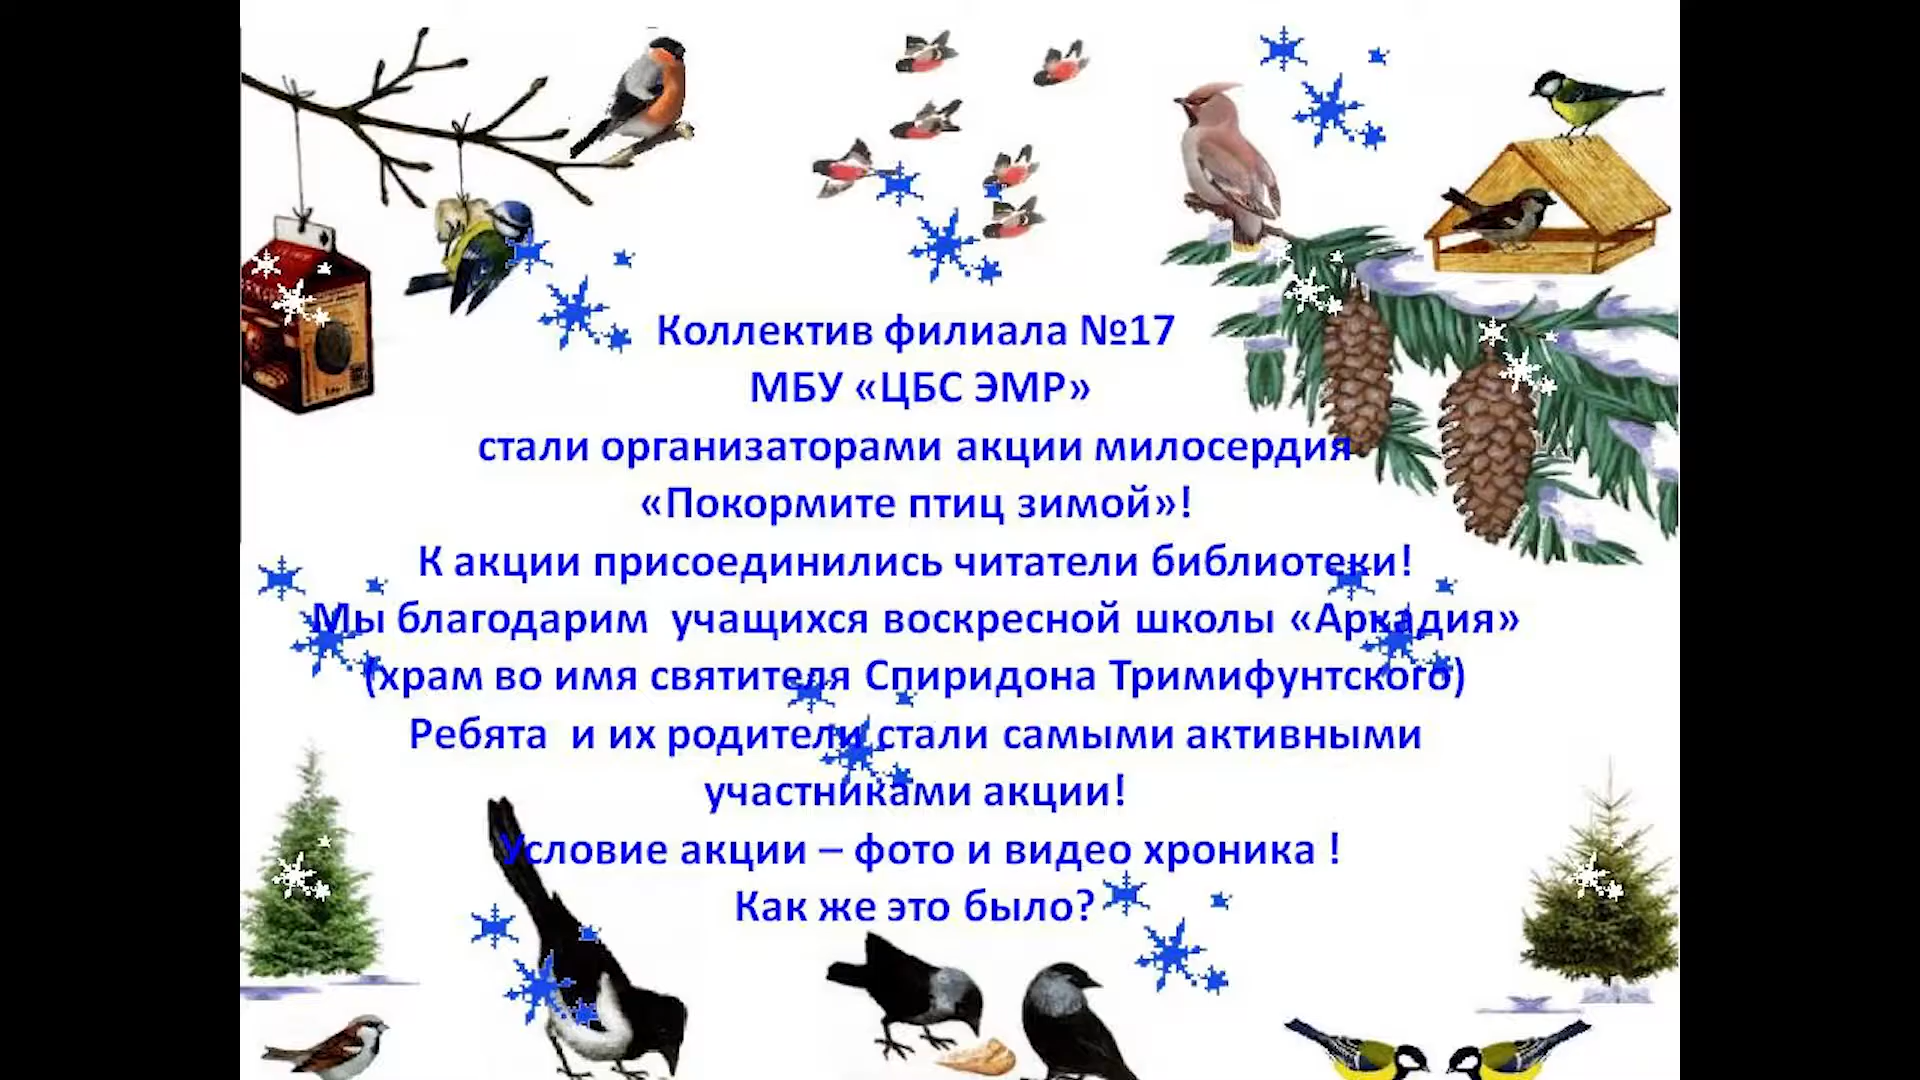 Коллектив филиала №17
МБУ «ЦБС ЭМР»
стали организаторами акции милосердия
«Покормите птиц зимой»!
К акции присоединились читатели библиотеки!
Мы благодарим учащихся воскресной школы «Аркадия»
(храм во имя святителя Спиридона Тримифунтского)
Ребята и их родители стали самыми активными
участниками акции!
Условие акции – фото и видео хроника !
Как же это было?